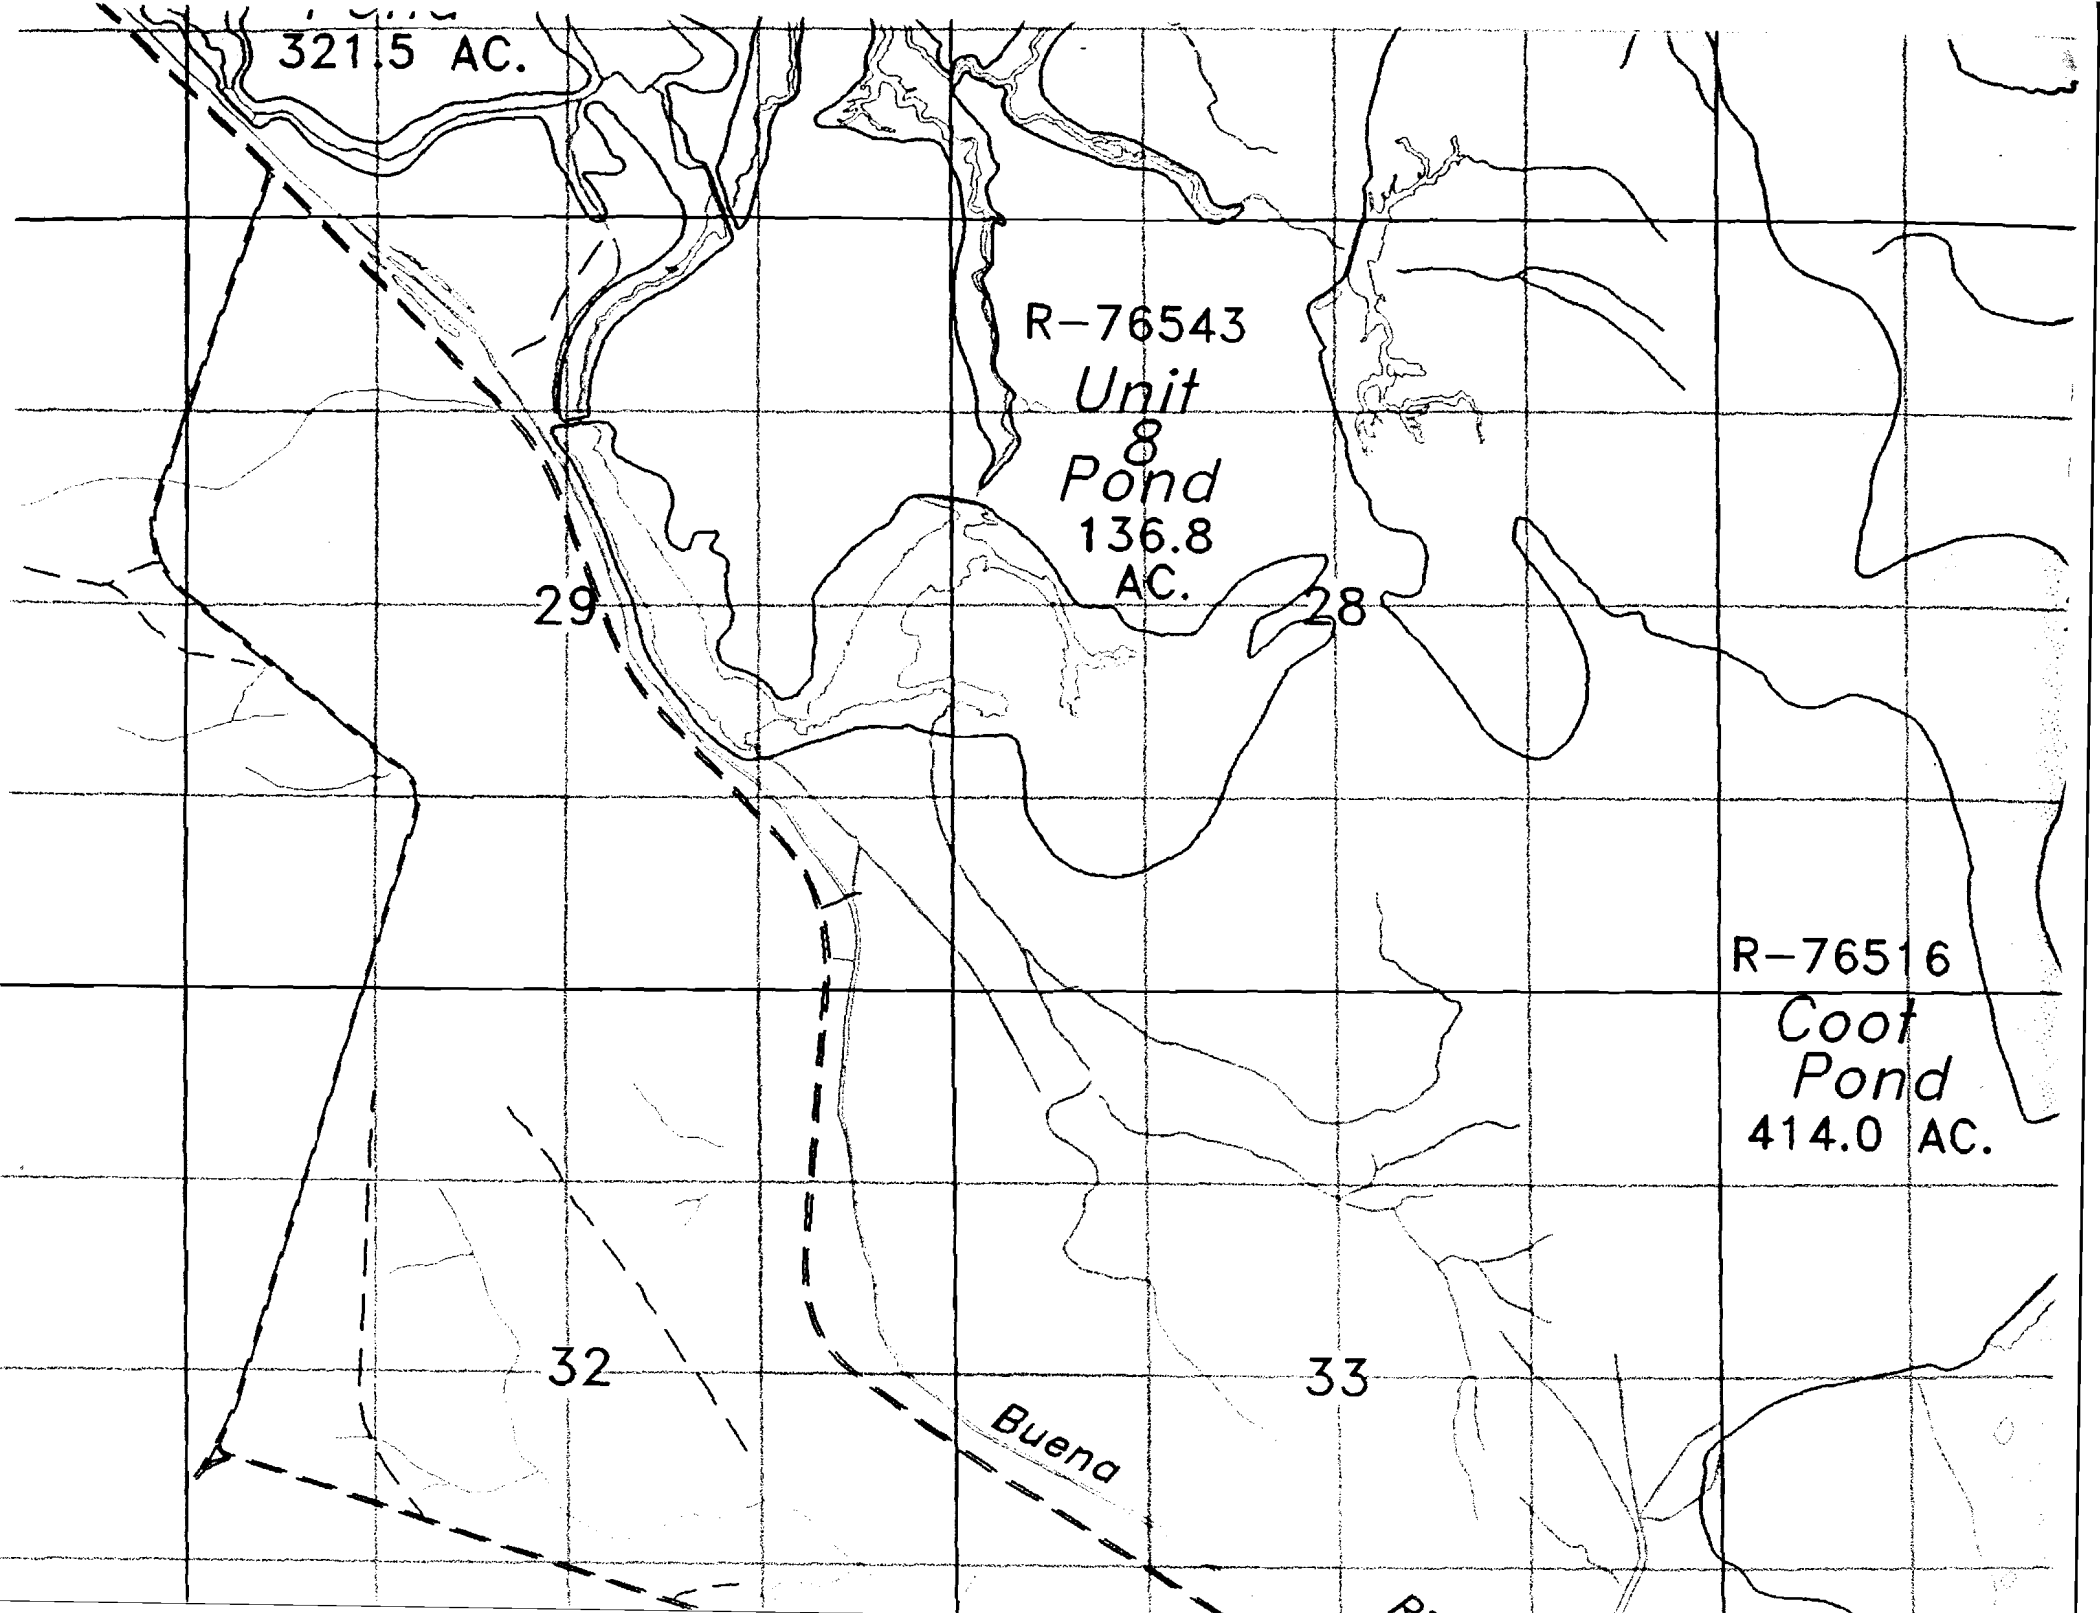 321.5 AC.
R-76543
Unit
8
Pond
136.8
AC.
29
28
R-76516
Coot
Pond
414.0 AC.
32
33
Buena